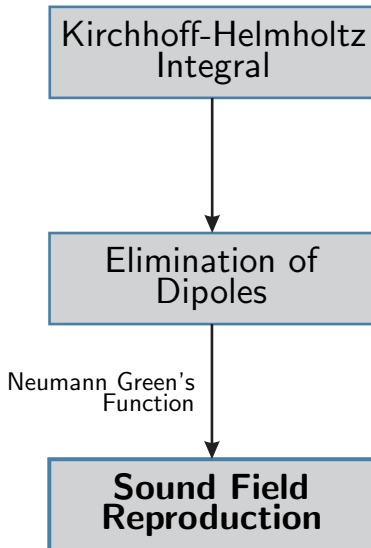 Kirchhoff-Helmholtz
Integral
Elimination of
Dipoles
Neumann Green's
Function
Sound Field
Reproduction